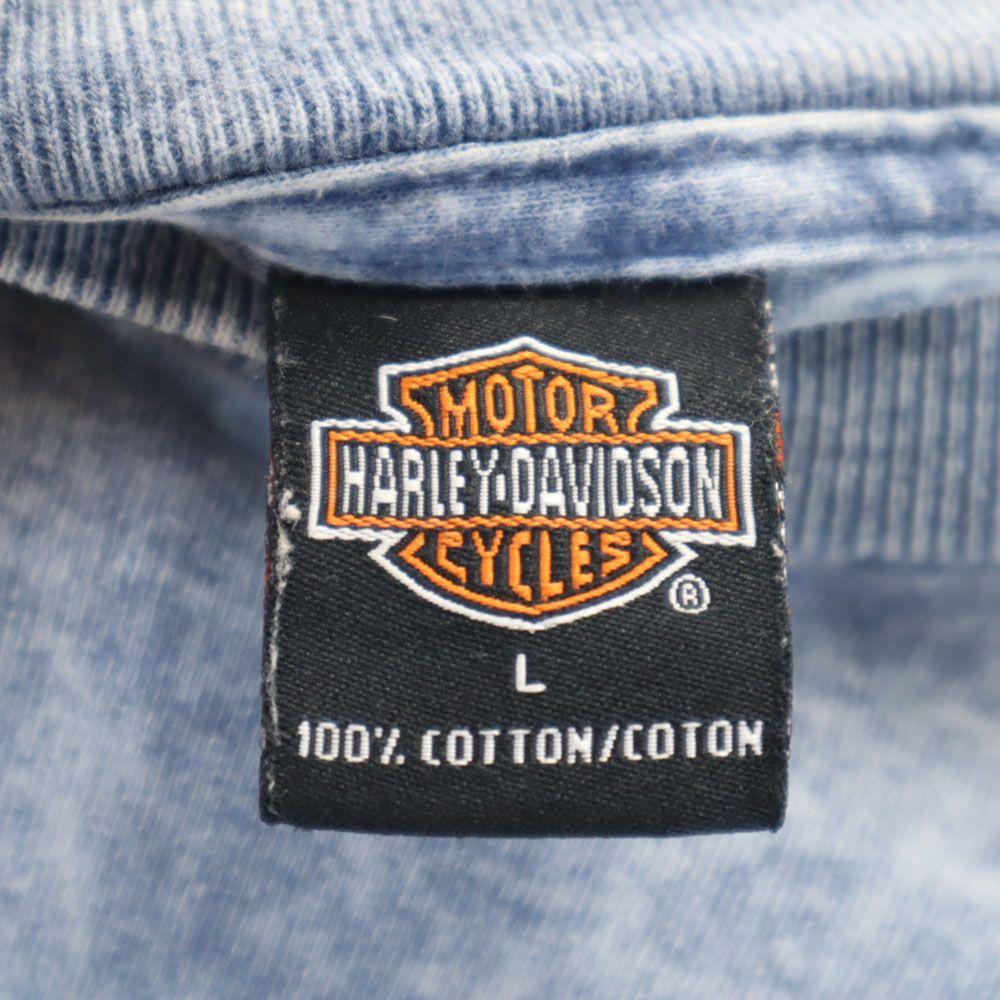 MOTOR
HARLEY-DAVIDSON
CYCLES
®
L
100% COTTON/COTON